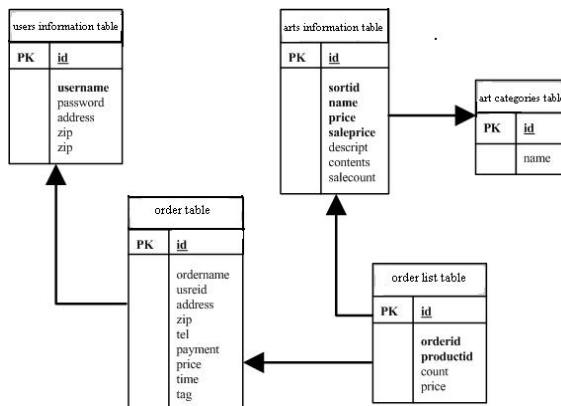 users information table
PK id
username
password
address
zip
zip
arts information table
PK id
sortid
name
price
saleprice
descript
contents
salecount
art categories table
PK id
name
order table
PK id
ordername
usreid
address
zip
tel
payment
price
time
tag
order list table
PK id
orderid
productid
count
price